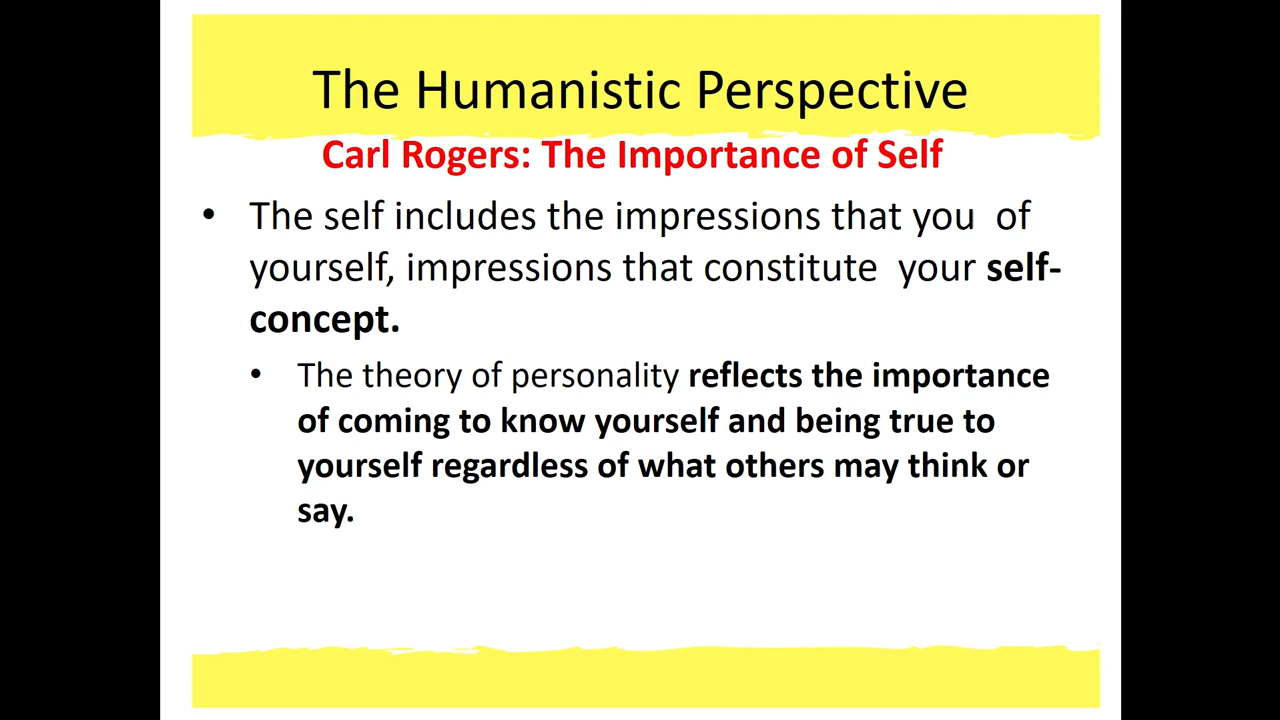 The Humanistic Perspective
Carl Rogers: The Importance of Self
• The self includes the impressions that you of
yourself, impressions that constitute your self-
concept.
• The theory of personality reflects the importance
of coming to know yourself and being true to
yourself regardless of what others may think or
say.